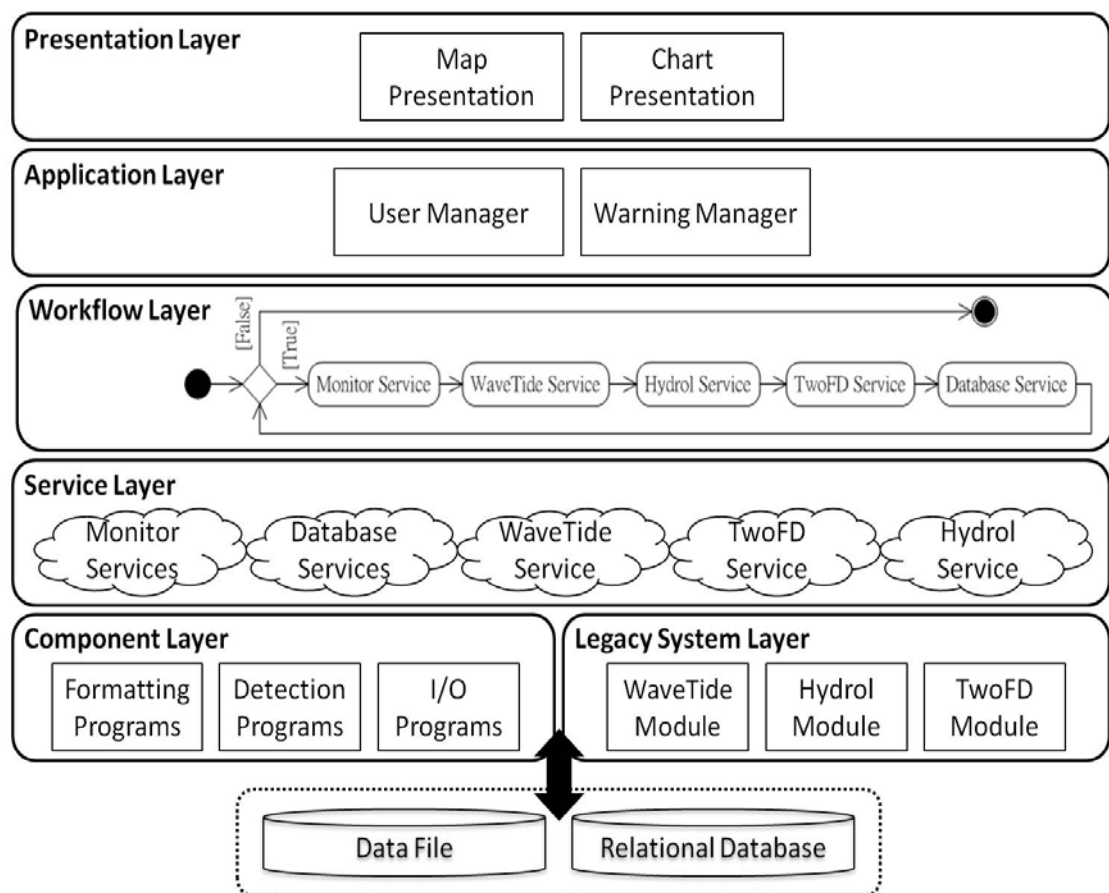 Presentation Layer
Map
Presentation
Chart
Presentation
Application Layer
User Manager
Warning Manager
Workflow Layer
[False]
[True]
Monitor Service
WaveTide Service
Hydrol Service
TwoFD Service
Database Service
Service Layer
Monitor
Services
Database
Services
WaveTide
Service
TwoFD
Service
Hydrol
Service
Component Layer
Formatting
Programs
Detection
Programs
I/O
Programs
Legacy System Layer
WaveTide
Module
Hydrol
Module
TwoFD
Module
Data File
Relational Database